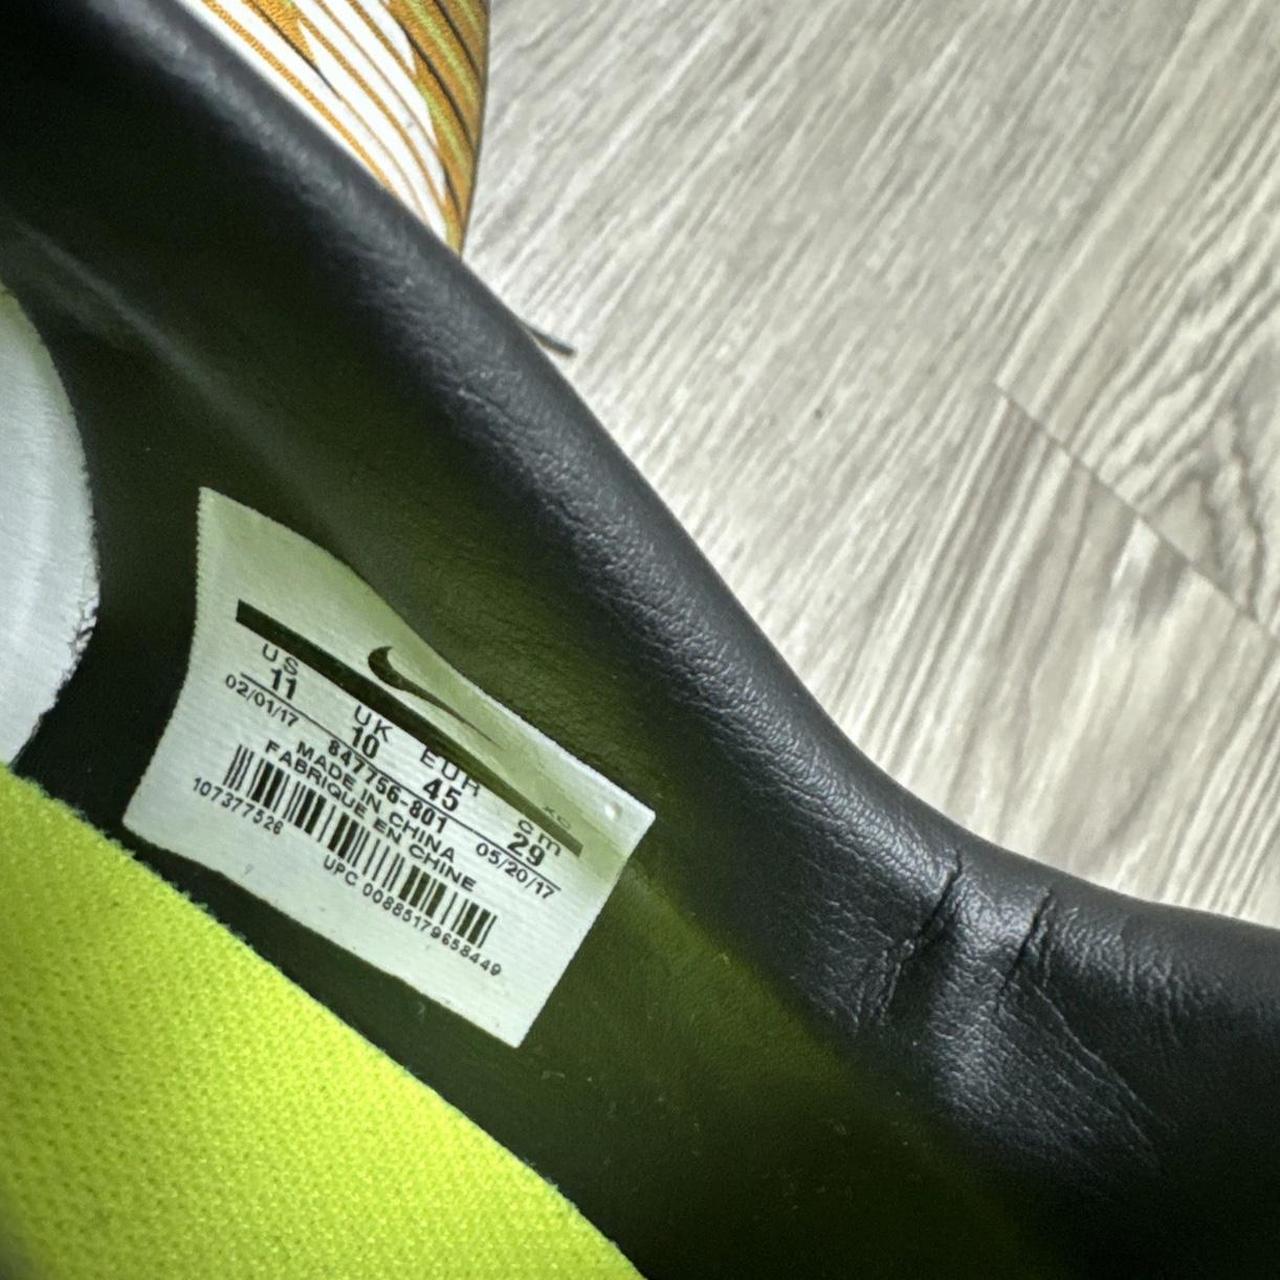 US UK EUR cm
11 10 45 29
02/01/17 847756-801 05/20/17
MADE IN CHINA
FABRIQUE EN CHINE
107377526
UPC 00885179658449